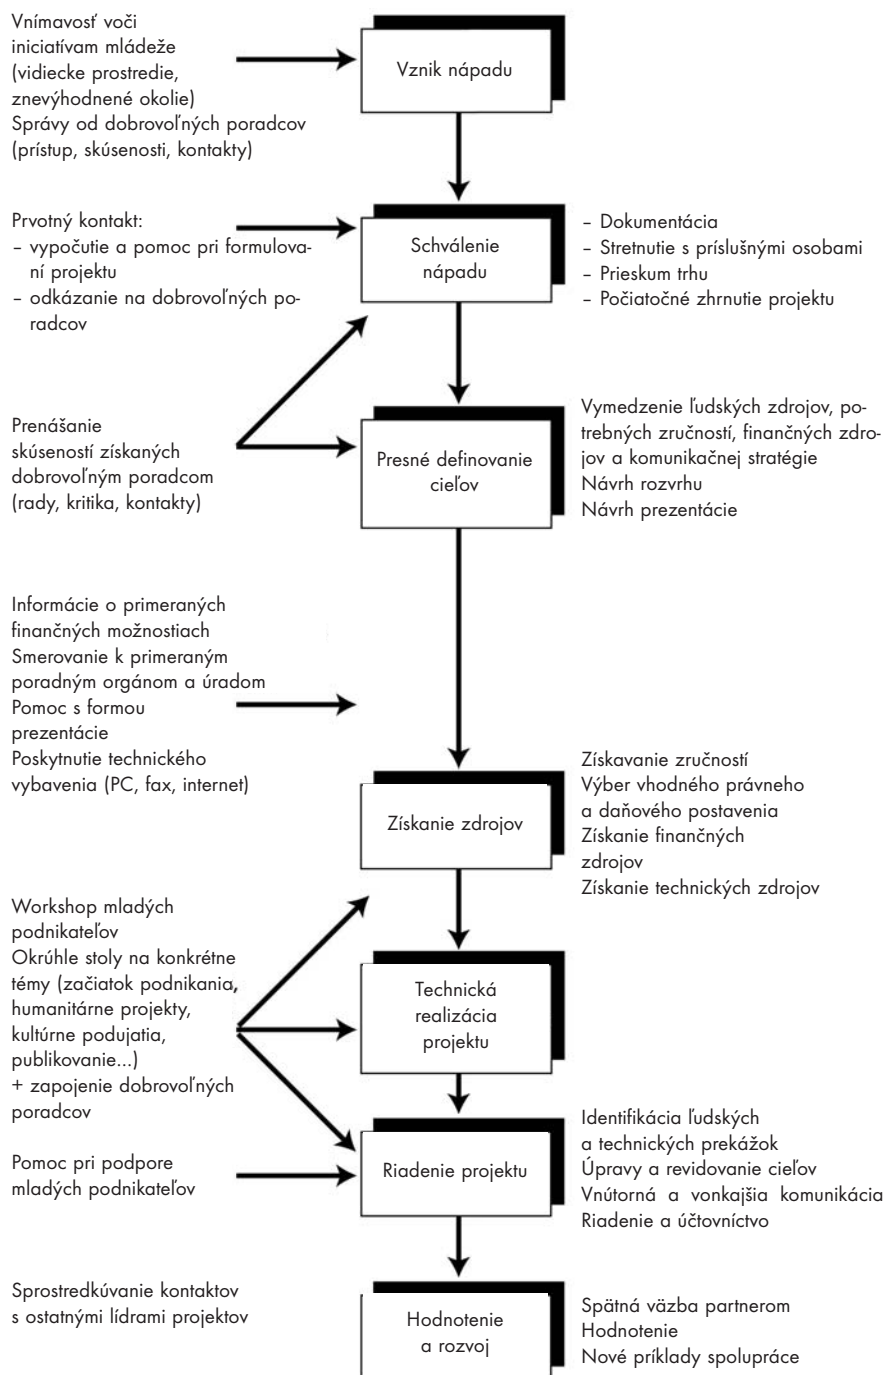 Vnímavosť voči
iniciatívam mládeže
(vidiecke prostredie,
znevýhodnené okolie)
Správy od dobrovoľných poradcov
(prístup, skúsenosti, kontakty)
Vznik nápadu
Prvotný kontakt:
– vypočutie a pomoc pri formulova-
ní projektu
– odkázanie na dobrovoľných po-
radcov
Schválenie
nápadu
– Dokumentácia
– Stretnutie s príslušnými osobami
– Prieskum trhu
– Počiatočné zhrnutie projektu
Prenášanie
skúseností získaných
dobrovoľným poradcom
(rady, kritika, kontakty)
Presné definovanie
cieľov
Vymedzenie ľudských zdrojov, po-
trebných zručností, finančných zdro-
jov a komunikačnej stratégie
Návrh rozvrhu
Návrh prezentácie
Informácie o primeraných
finančných možnostiach
Smerovanie k primeraným
poradným orgánom a úradom
Pomoc s formou
prezentácie
Poskytnutie technického
vybavenia (PC, fax, internet)
Získanie zdrojov
Získavanie zručností
Výber vhodného právneho
a daňového postavenia
Získanie finančných
zdrojov
Získanie technických zdrojov
Workshop mladých
podnikateľov
Okrúhle stoly na konkrétne
témy (začiatok podnikania,
humanitárne projekty,
kultúrne podujatia,
publikovanie...)
+ zapojenie dobrovoľných
poradcov
Technická
realizácia
projektu
Pomoc pri podpore
mladých podnikateľov
Riadenie projektu
Identifikácia ľudských
a technických prekážok
Úpravy a revidovanie cieľov
Vnútorná a vonkajšia komunikácia
Riadenie a účtovníctvo
Sprostredkúvanie kontaktov
s ostatnými lídrami projektov
Hodnotenie
a rozvoj
Spätná väzba partnerom
Hodnotenie
Nové príklady spolupráce